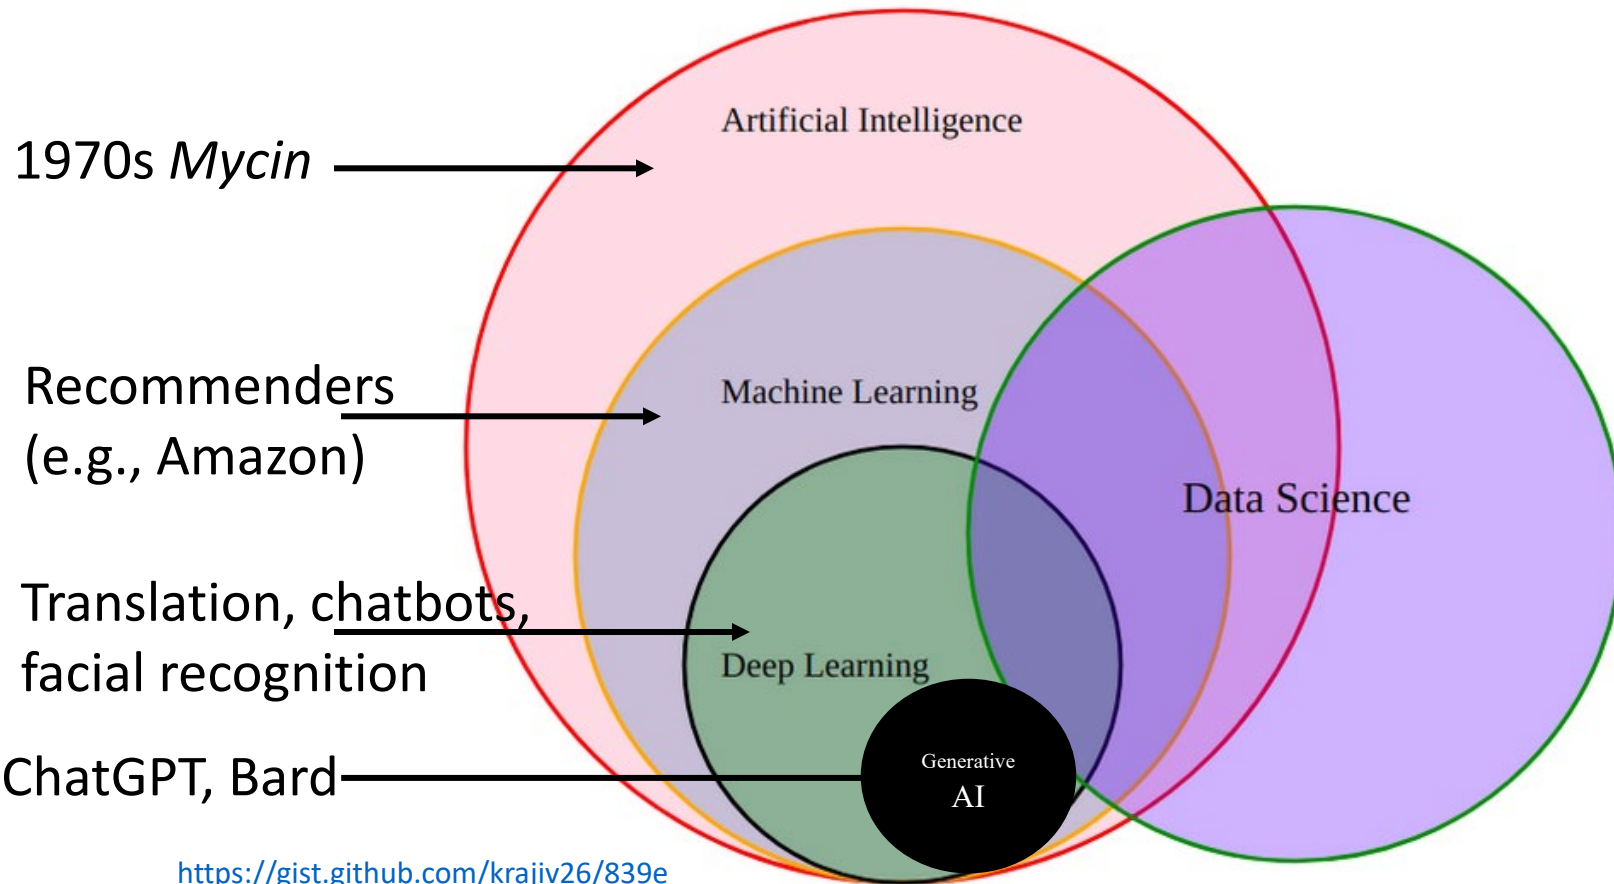 Artificial Intelligence
1970s Mycin
Recommenders
(e.g., Amazon)
Machine Learning
Data Science
Translation, chatbots,
facial recognition
Deep Learning
ChatGPT, Bard
Generative
AI
https://gist.github.com/krajiv26/839e